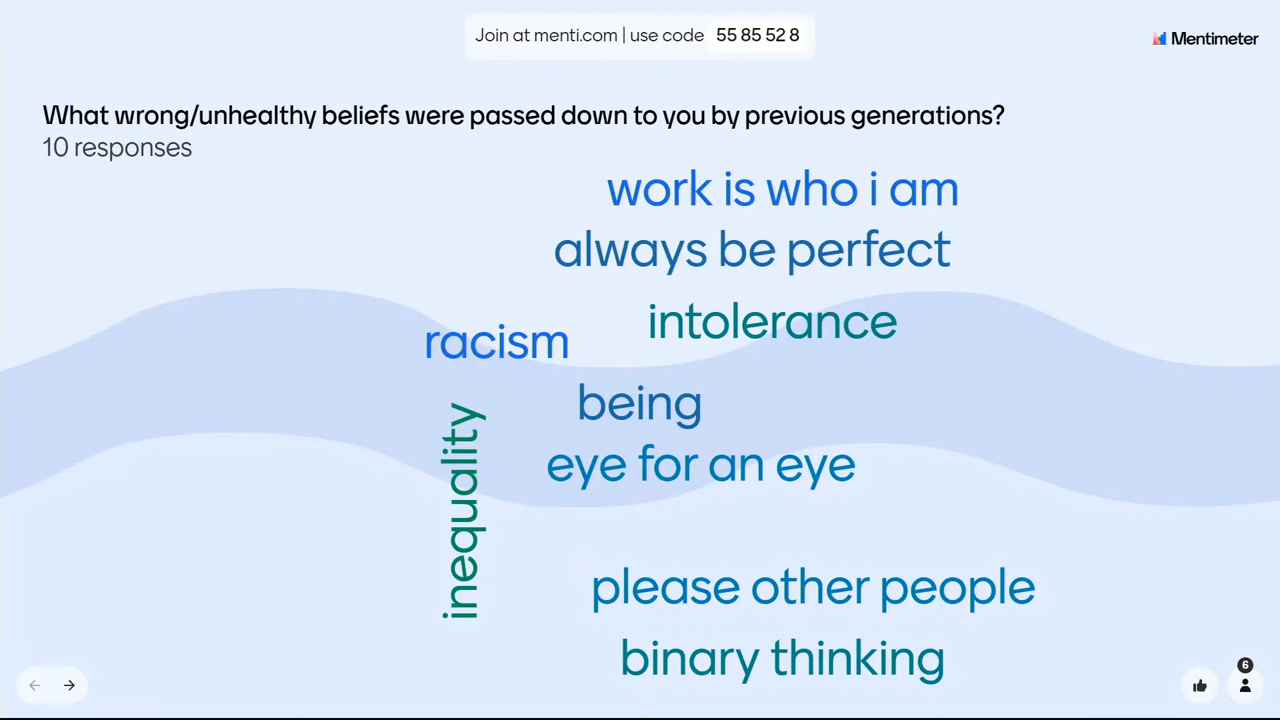 Join at menti.com | use code 55 85 52 8
Mentimeter
What wrong/unhealthy beliefs were passed down to you by previous generations?
10 responses
work is who i am
always be perfect
intolerance
racism
being
inequality
eye for an eye
please other people
binary thinking
6